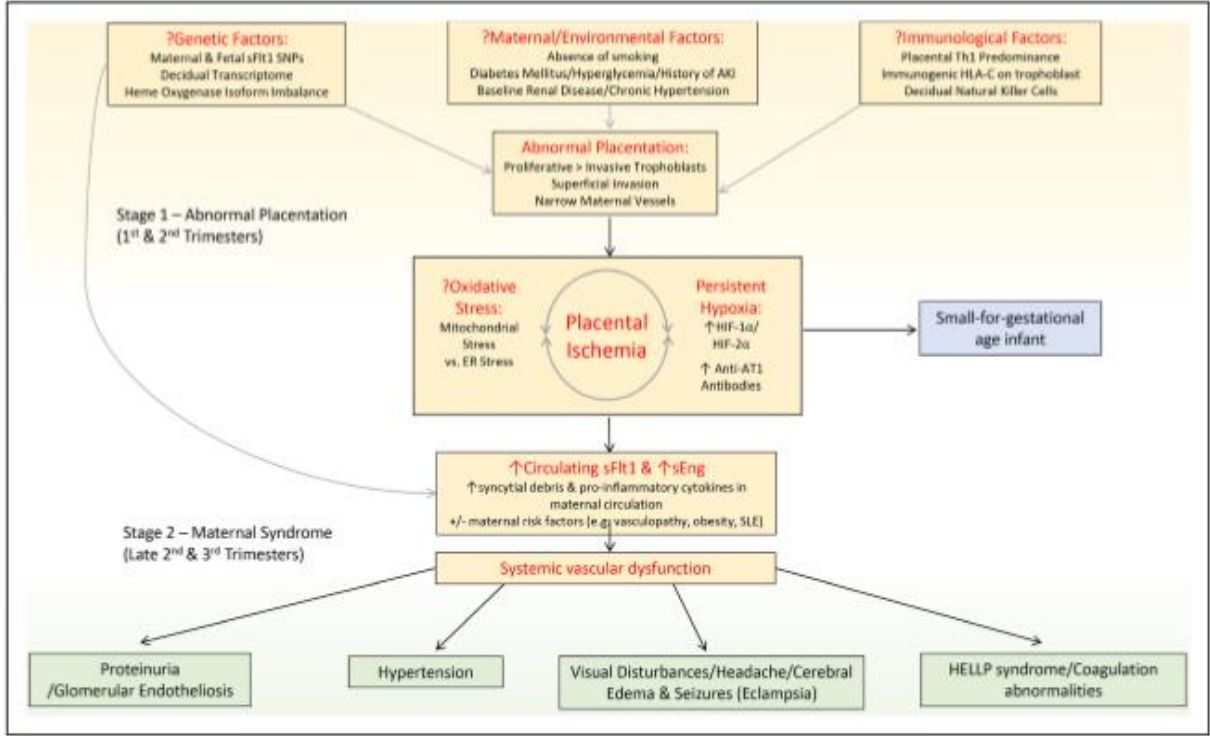 ?Genetic Factors:
Maternal & Fetal sFlt1 SNPs
Decidual Transcriptome
Heme Oxygenase Isoform Imbalance
?Maternal/Environmental Factors:
Absence of smoking
Diabetes Mellitus/Hyperglycemia/History of AKI
Baseline Renal Disease/Chronic Hypertension
?Immunological Factors:
Placental Th1 Predominance
Immunogenic HLA-C on trophoblast
Decidual Natural Killer Cells
Abnormal Placentation:
Proliferative > Invasive Trophoblasts
Superficial Invasion
Narrow Maternal Vessels
Stage 1 – Abnormal Placentation
(1st & 2nd Trimesters)
?Oxidative
Stress:
Mitochondrial
Stress
vs. ER Stress
Placental
Ischemia
Persistent
Hypoxia:
↑HIF-1α/
HIF-2α
↑ Anti-AT1
Antibodies
Small-for-gestational
age infant
↑Circulating sFlt1 & ↑sEng
↑syncytial debris & pro-inflammatory cytokines in
maternal circulation
+/- maternal risk factors (e.g. vasculopathy, obesity, SLE)
Stage 2 – Maternal Syndrome
(Late 2nd & 3rd Trimesters)
Systemic vascular dysfunction
Proteinuria
/Glomerular Endotheliosis
Hypertension
Visual Disturbances/Headache/Cerebral
Edema & Seizures (Eclampsia)
HELLP syndrome/Coagulation
abnormalities